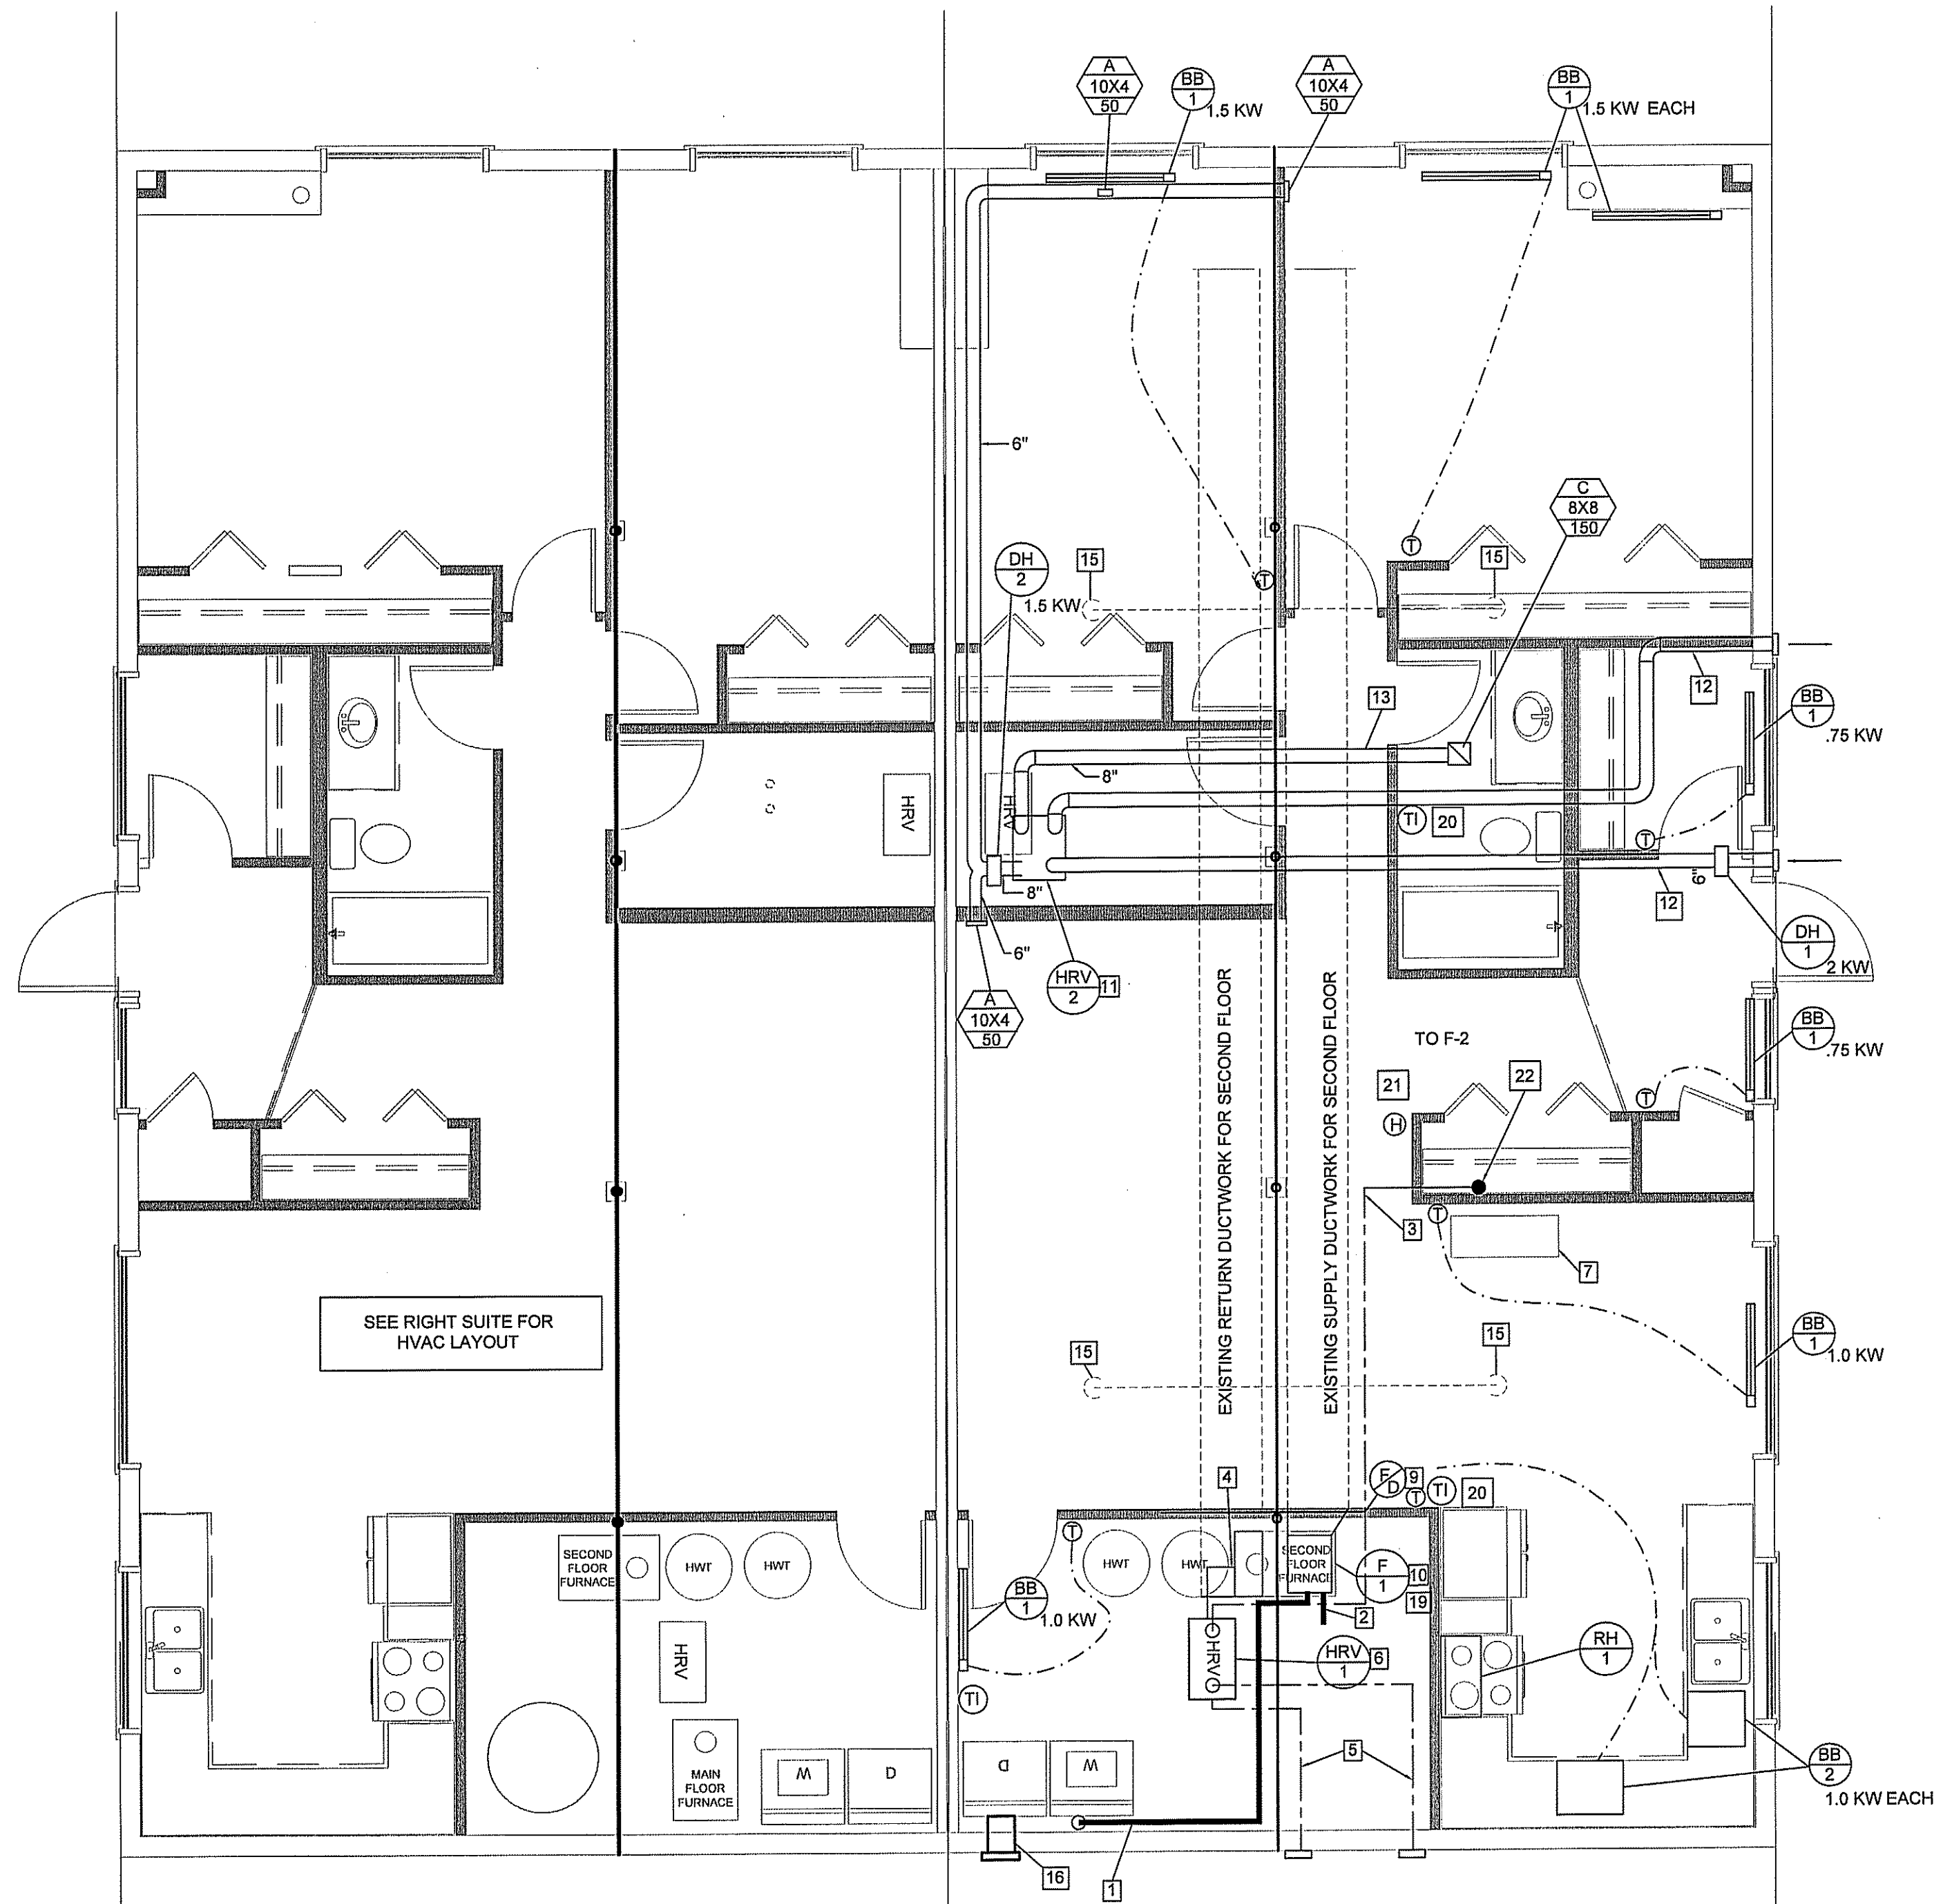 A
10X4
50
BB
1
1.5 KW
A
10X4
50
BB
1
1.5 KW EACH
6"
C
8X8
150
DH
2
1.5 KW
15
T
T
15
13
12
BB
1
.75 KW
8"
HRV
HRV
TI
20
T
8"
6"
12
DH
1
2 KW
6"
HRV
2
11
A
10X4
50
EXISTING RETURN DUCTWORK FOR SECOND FLOOR
EXISTING SUPPLY DUCTWORK FOR SECOND FLOOR
TO F-2
BB
1
.75 KW
21
22
T
H
3
T
7
SEE RIGHT SUITE FOR
HVAC LAYOUT
15
15
BB
1
1.0 KW
4
F
D
9
T
TI
20
SECOND
FLOOR
FURNACE
HWT
HWT
T
HWT
HWT
SECOND
FLOOR
FURNACE
F
1
10
19
BB
1
1.0 KW
2
HRV
HRV
HRV
1
6
RH
1
TI
MAIN
FLOOR
FURNACE
W
D
D
W
5
BB
2
1.0 KW EACH
16
1